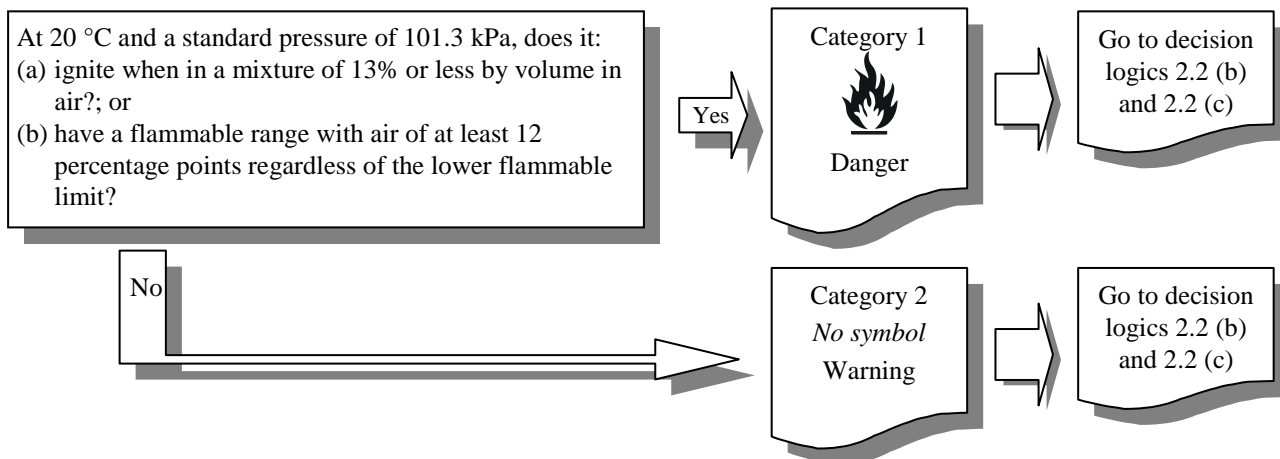 At 20 °C and a standard pressure of 101.3 kPa, does it:
(a) ignite when in a mixture of 13% or less by volume in
air?; or
(b) have a flammable range with air of at least 12
percentage points regardless of the lower flammable
limit?
Yes
Category 1
Danger
Go to decision
logics 2.2 (b)
and 2.2 (c)
No
Category 2
No symbol
Warning
Go to decision
logics 2.2 (b)
and 2.2 (c)